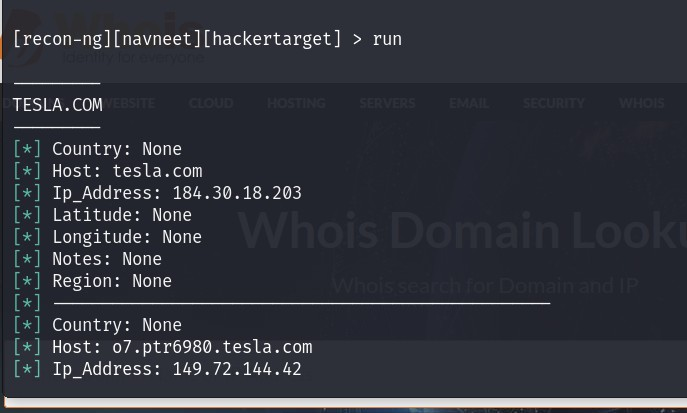 Whois
Identity for everyone
[recon-ng][navneet][hackertarget] > run
WEBSITE CLOUD HOSTING SERVERS EMAIL SECURITY WHOIS
---------
TESLA.COM
---------
[*] Country: None
[*] Host: tesla.com
[*] Ip_Address: 184.30.18.203
[*] Latitude: None
[*] Longitude: None
Whois Domain Looku
[*] Notes: None
[*] Region: None
Whois search for Domain and IP
[*] --------------------------------------------------
[*] Country: None
[*] Host: o7.ptr6980.tesla.com
[*] Ip_Address: 149.72.144.42